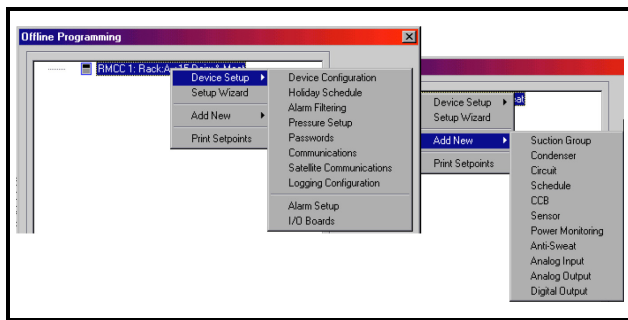 Offline Programming
RMCC 1: Rack:A
Device Setup
Setup Wizard
Add New
Print Setpoints
Device Configuration
Holiday Schedule
Alarm Filtering
Pressure Setup
Passwords
Communications
Satellite Communications
Logging Configuration
Alarm Setup
I/O Boards
Device Setup
Setup Wizard
Add New
Print Setpoints
Suction Group
Condenser
Circuit
Schedule
CCB
Sensor
Power Monitoring
Anti-Sweat
Analog Input
Analog Output
Digital Output